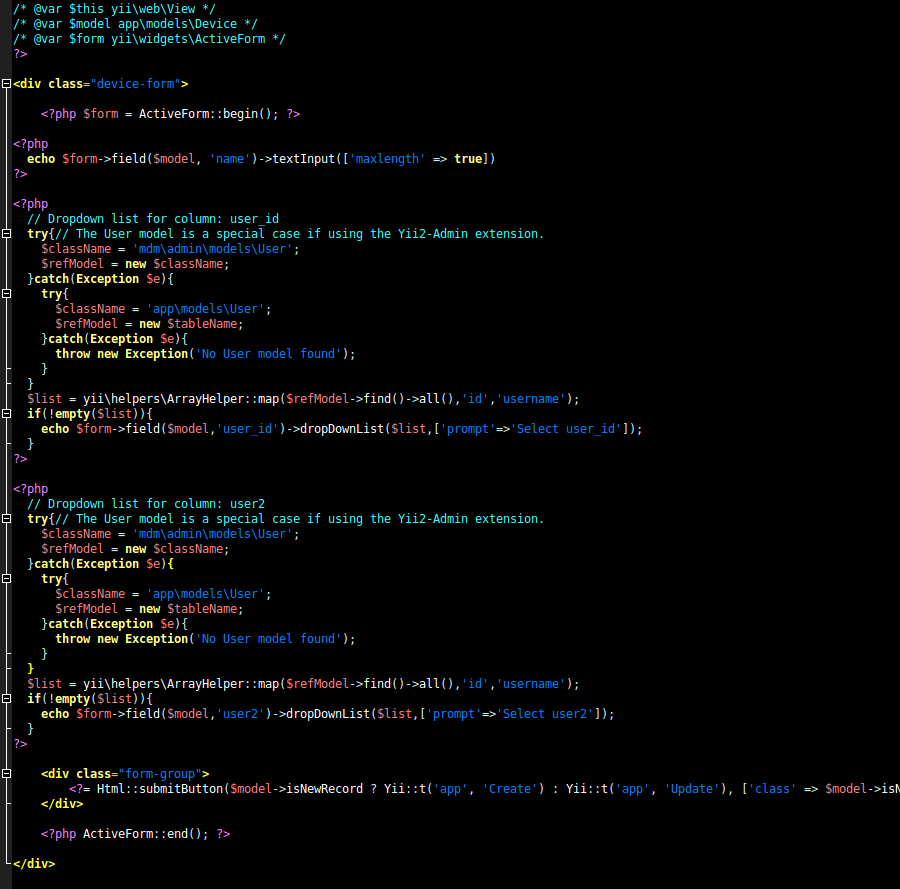 /* @var $this yii\web\View */
/* @var $model app\models\Device */
/* @var $form yii\widgets\ActiveForm */
?>
<div class="device-form">
<?php $form = ActiveForm::begin(); ?>
<?php
echo $form->field($model, 'name')->textInput(['maxlength' => true])
?>
<?php
// Dropdown list for column: user_id
try{// The User model is a special case if using the Yii2-Admin extension.
$className = 'mdm\admin\models\User';
$refModel = new $className;
}catch(Exception $e){
try{
$className = 'app\models\User';
$refModel = new $tableName;
}catch(Exception $e){
throw new Exception('No User model found');
}
}
$list = yii\helpers\ArrayHelper::map($refModel->find()->all(),'id','username');
if(!empty($list)){
echo $form->field($model,'user_id')->dropDownList($list,['prompt'=>'Select user_id']);
}
?>
<?php
// Dropdown list for column: user2
try{// The User model is a special case if using the Yii2-Admin extension.
$className = 'mdm\admin\models\User';
$refModel = new $className;
}catch(Exception $e){
try{
$className = 'app\models\User';
$refModel = new $tableName;
}catch(Exception $e){
throw new Exception('No User model found');
}
}
$list = yii\helpers\ArrayHelper::map($refModel->find()->all(),'id','username');
if(!empty($list)){
echo $form->field($model,'user2')->dropDownList($list,['prompt'=>'Select user2']);
}
?>
<div class="form-group">
<?= Html::submitButton($model->isNewRecord ? Yii::t('app', 'Create') : Yii::t('app', 'Update'), ['class' => $model->isN
</div>
<?php ActiveForm::end(); ?>
</div>